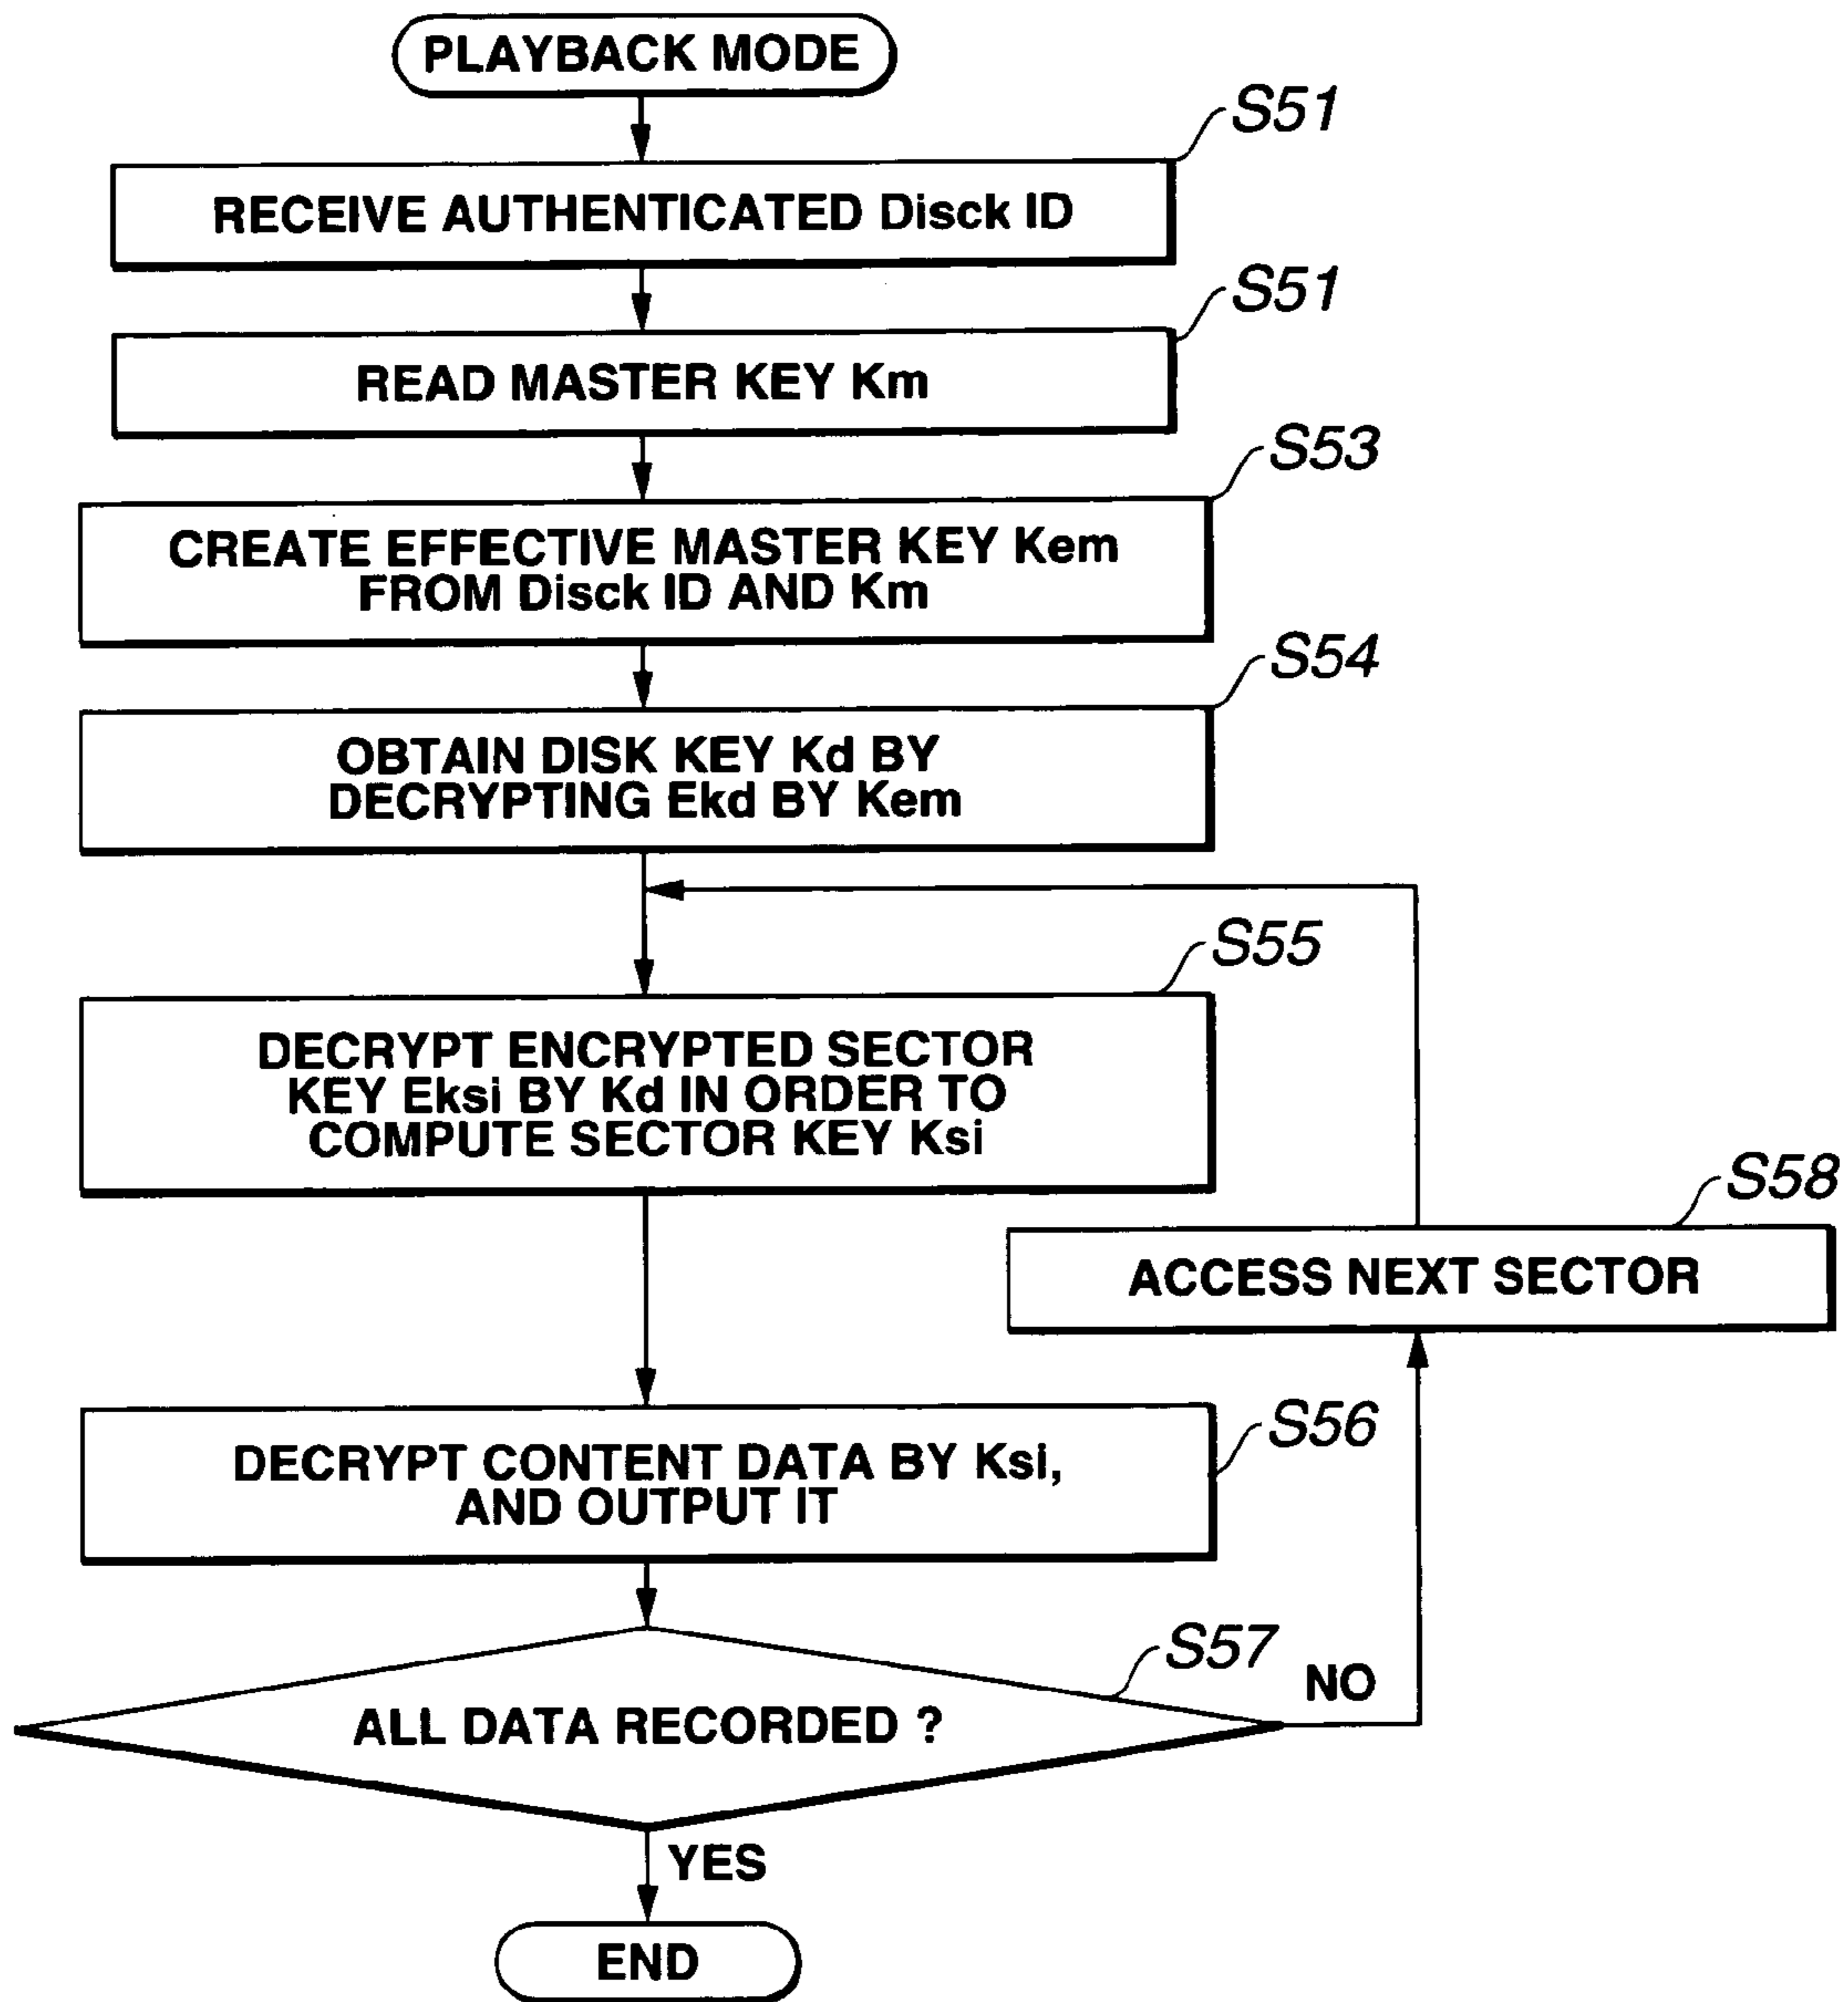 PLAYBACK MODE
S51
RECEIVE AUTHENTICATED Disck ID
S51
READ MASTER KEY Km
S53
CREATE EFFECTIVE MASTER KEY Kem
FROM Disck ID AND Km
S54
OBTAIN DISK KEY Kd BY
DECRYPTING Ekd BY Kem
S55
DECRYPT ENCRYPTED SECTOR
KEY Eksi BY Kd IN ORDER TO
COMPUTE SECTOR KEY Ksi
S58
ACCESS NEXT SECTOR
S56
DECRYPT CONTENT DATA BY Ksi,
AND OUTPUT IT
S57
NO
ALL DATA RECORDED ?
YES
END